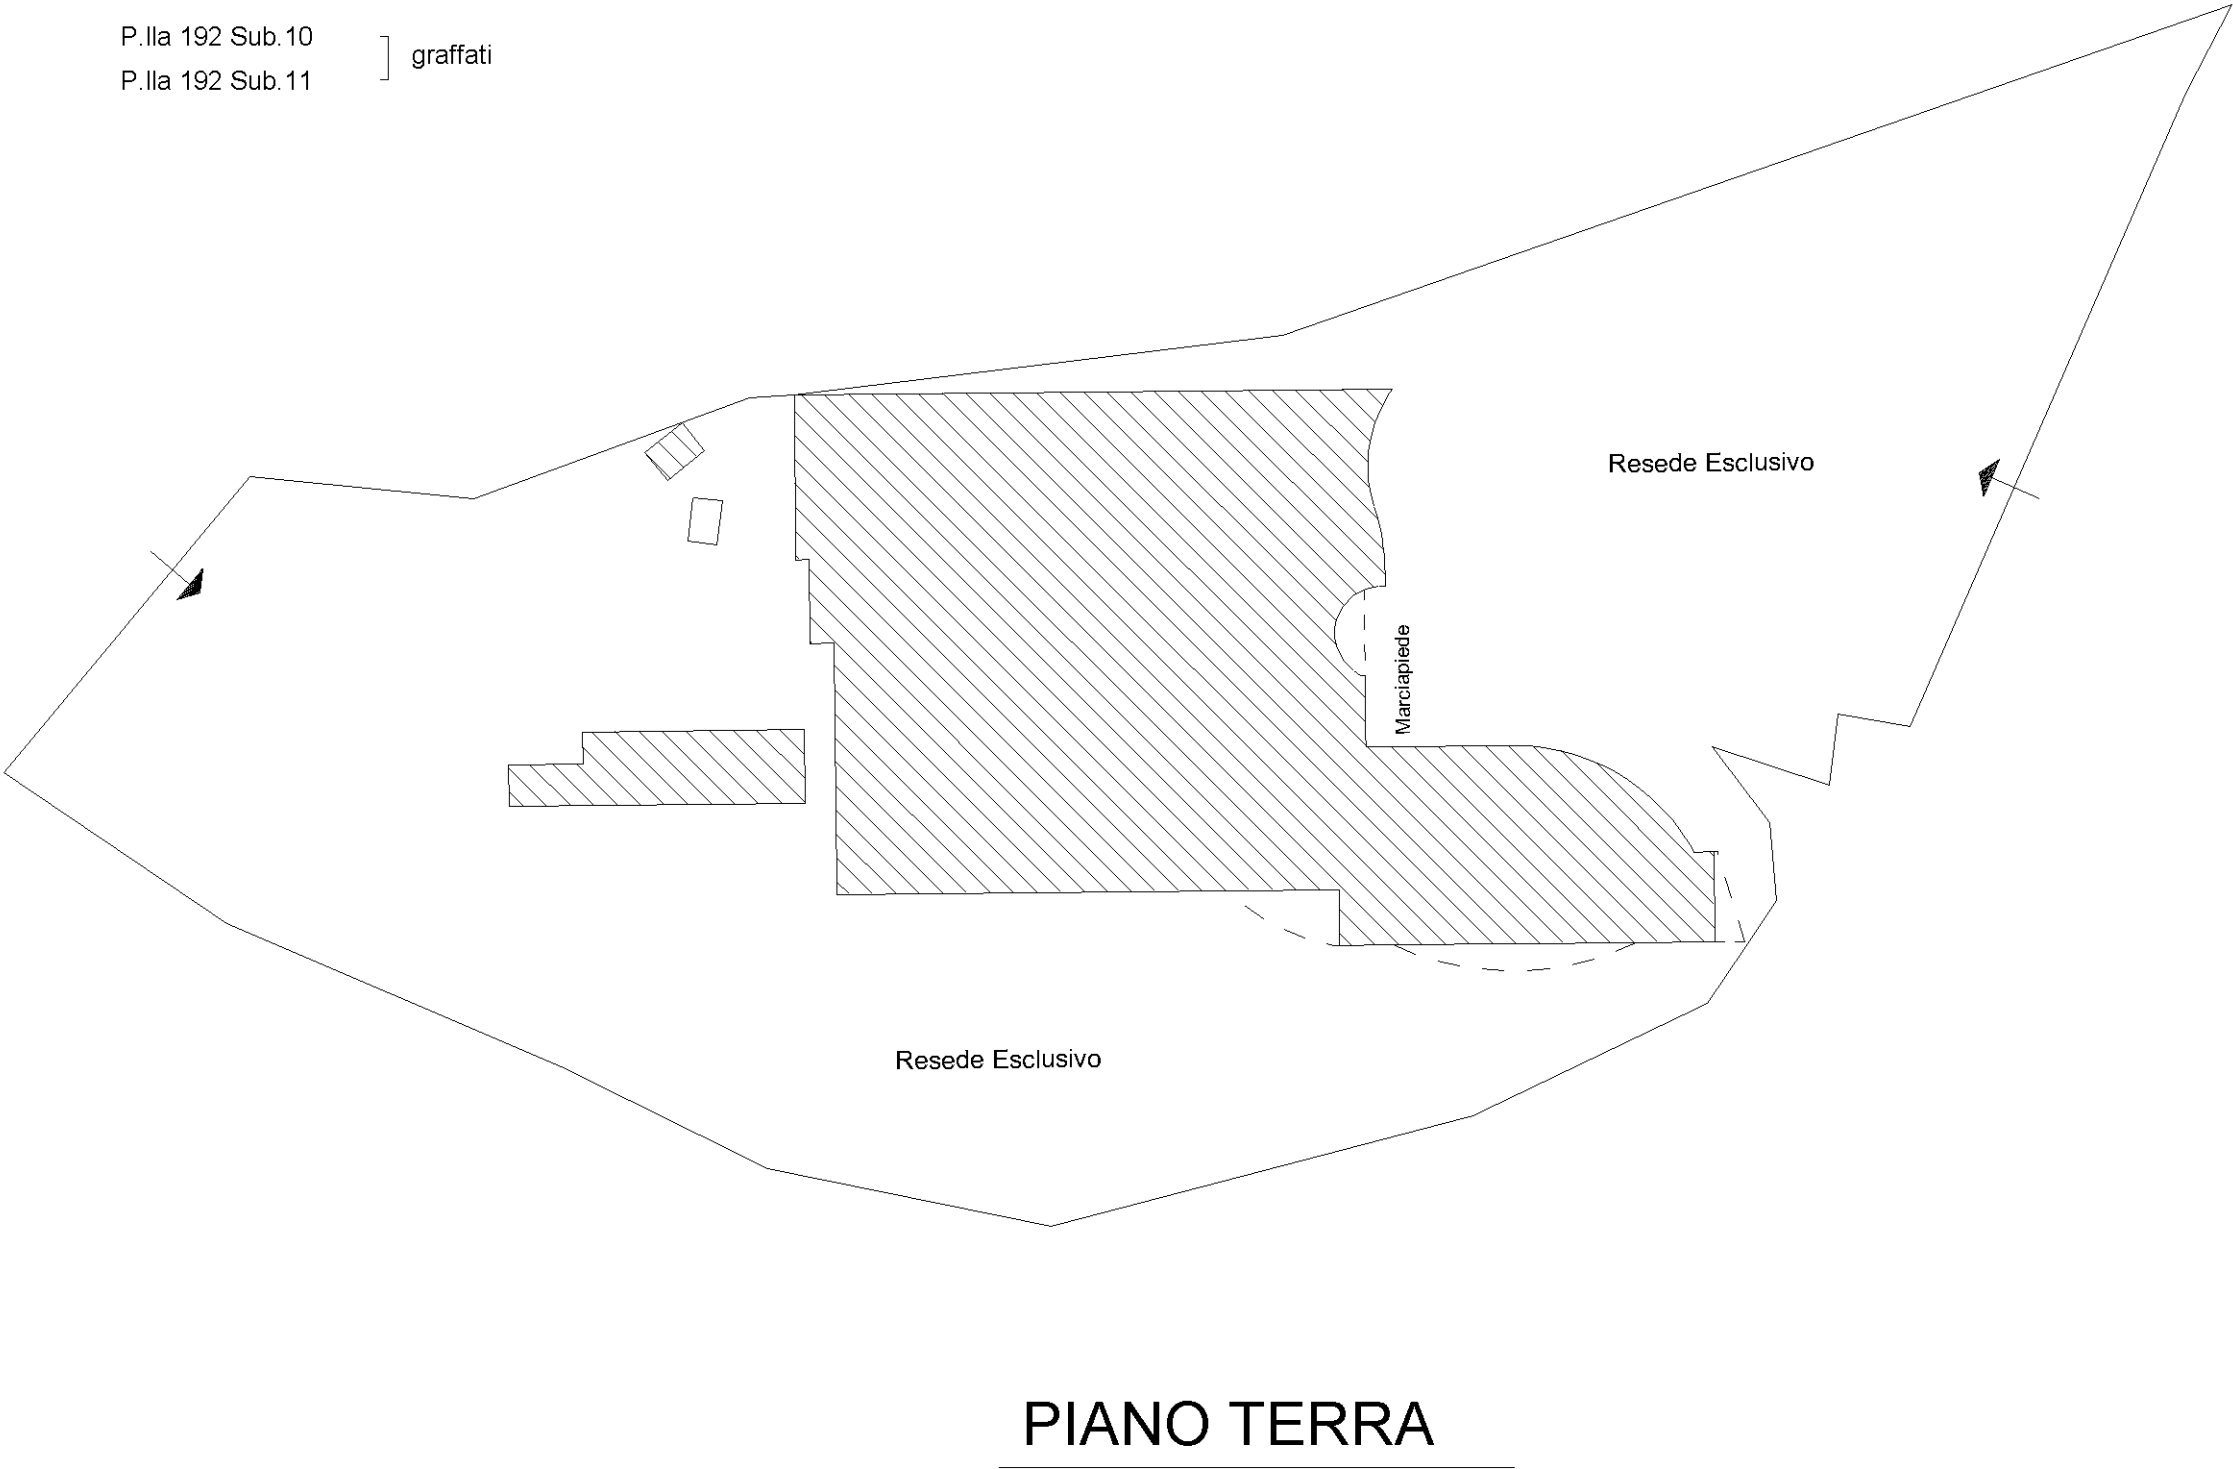 P.lla 192 Sub.10
P.lla 192 Sub.11
graffati
Resede Esclusivo
Marciapiede
Resede Esclusivo
PIANO TERRA